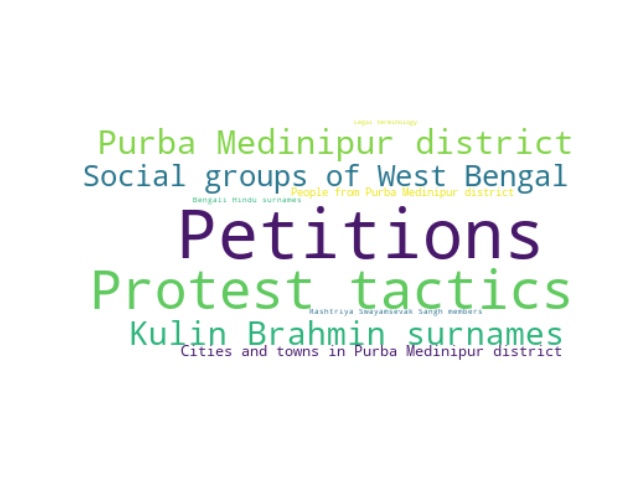 Legal terminology
Purba Medinipur district
Social groups of West Bengal
People from Purba Medinipur district
Bengali Hindu surnames
Petitions
Protest tactics
Rashtriya Swayamsevak Sangh members
Kulin Brahmin surnames
Cities and towns in Purba Medinipur district